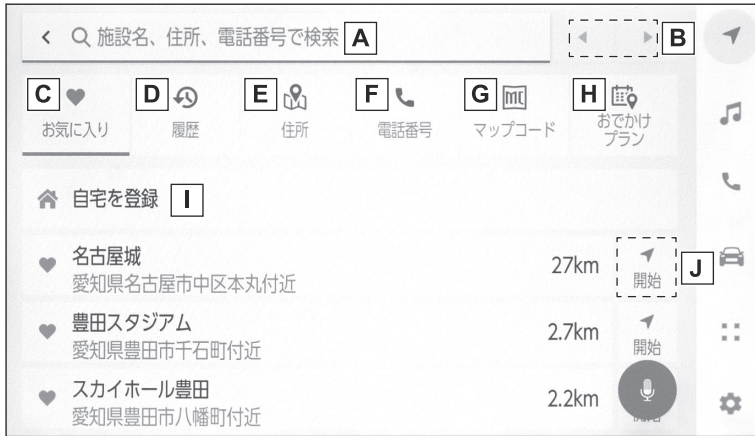 施設名、住所、電話番号で検索 A
B
C D E F G H
お気に入り 履歴 住所 電話番号 マップコード おでかけ
プラン
自宅を登録 I
名古屋城
愛知県名古屋市中区本丸付近
27km
開始
J
豊田スタジアム
愛知県豊田市千石町付近
2.7km
開始
スカイホール豊田
愛知県豊田市八幡町付近
2.2km